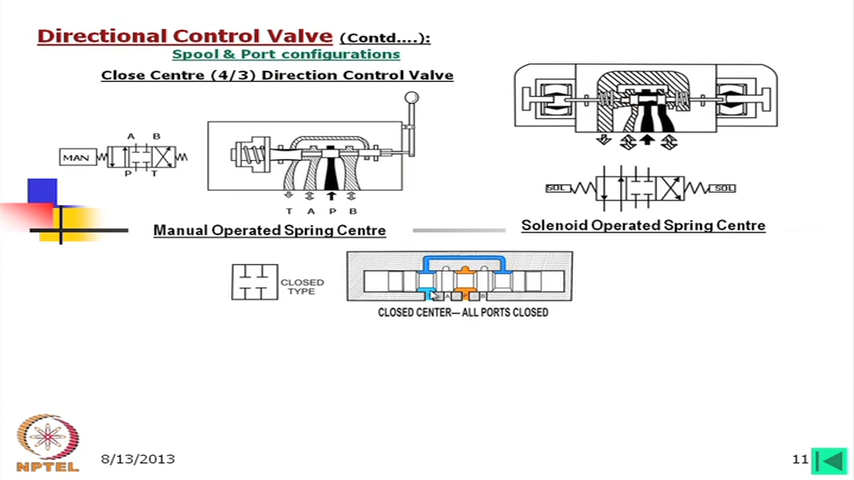 Directional Control Valve (Contd....):
Spool & Port configurations
Close Centre (4/3) Direction Control Valve
A B
MAN
P T
T A P B
Manual Operated Spring Centre
SOL SOL
Solenoid Operated Spring Centre
CLOSED
TYPE
CLOSED CENTER— ALL PORTS CLOSED
NPTEL
8/13/2013
11